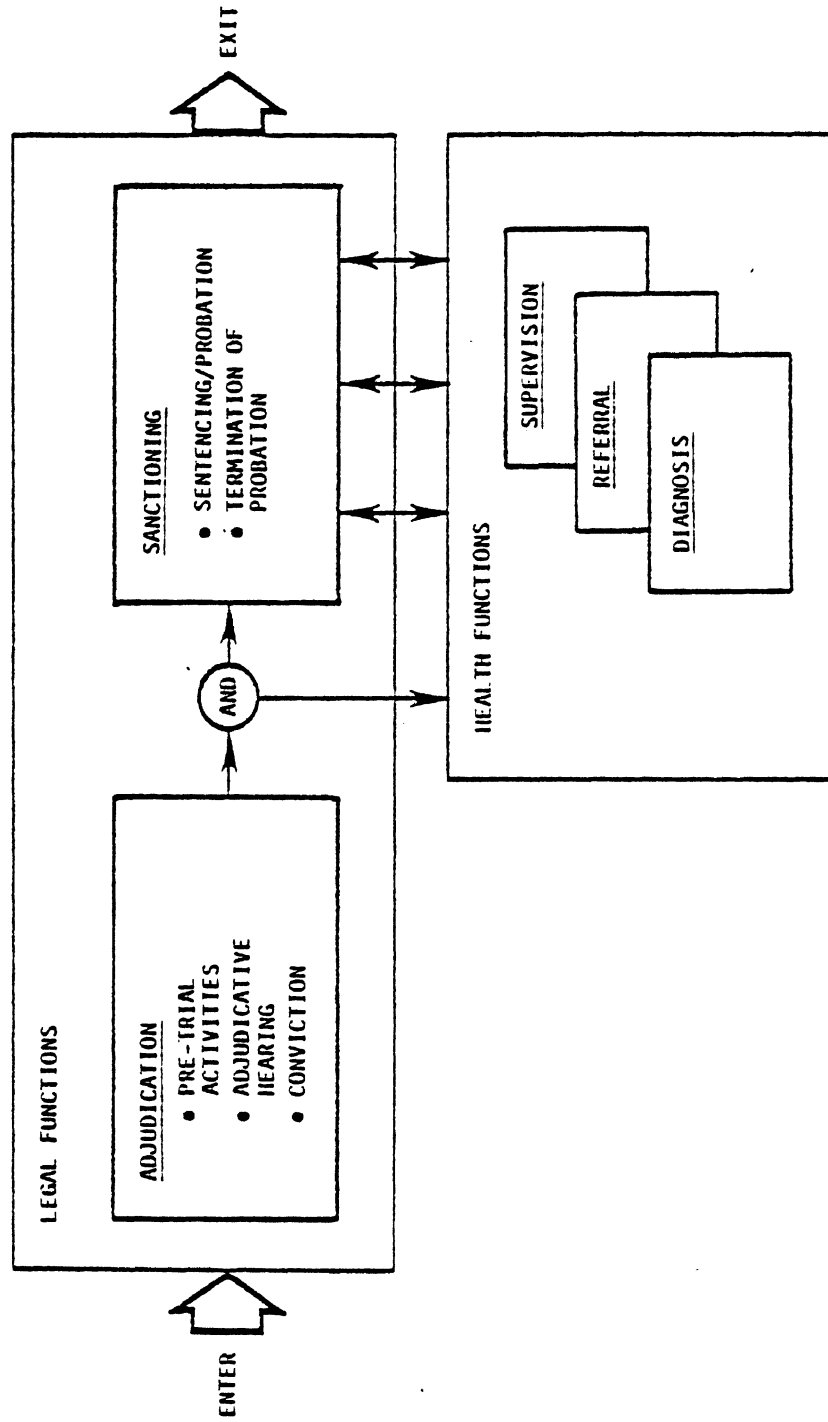 ENTER
LEGAL FUNCTIONS
ADJUDICATION
• PRE-TRIAL
ACTIVITIES
• ADJUDICATIVE
HEARING
• CONVICTION
AND
SANCTIONING
• SENTENCING/PROBATION
• TERMINATION OF
PROBATION
EXIT
HEALTH FUNCTIONS
SUPERVISION
REFERRAL
DIAGNOSIS